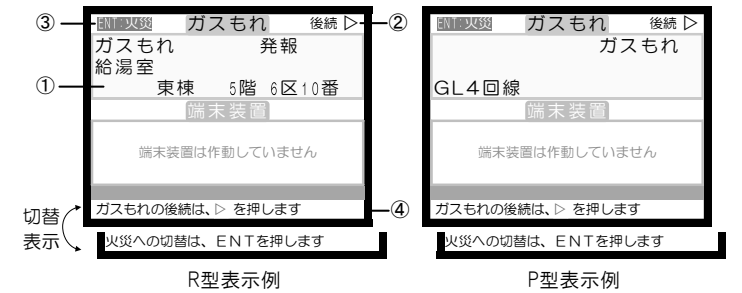 ③ ENT:火災 ガスもれ 後続 ▷ ②
ガスもれ 発報
給湯室
① 東棟 5階 6区10番
端末装置
端末装置は作動していません
ガスもれの後続は、▷ を押します ④
切替
表示
火災への切替は、ENTを押します
R型表示例
ENT:火災 ガスもれ 後続 ▷
ガスもれ
GL4回線
端末装置
端末装置は作動していません
ガスもれの後続は、▷ を押します
火災への切替は、ENTを押します
P型表示例